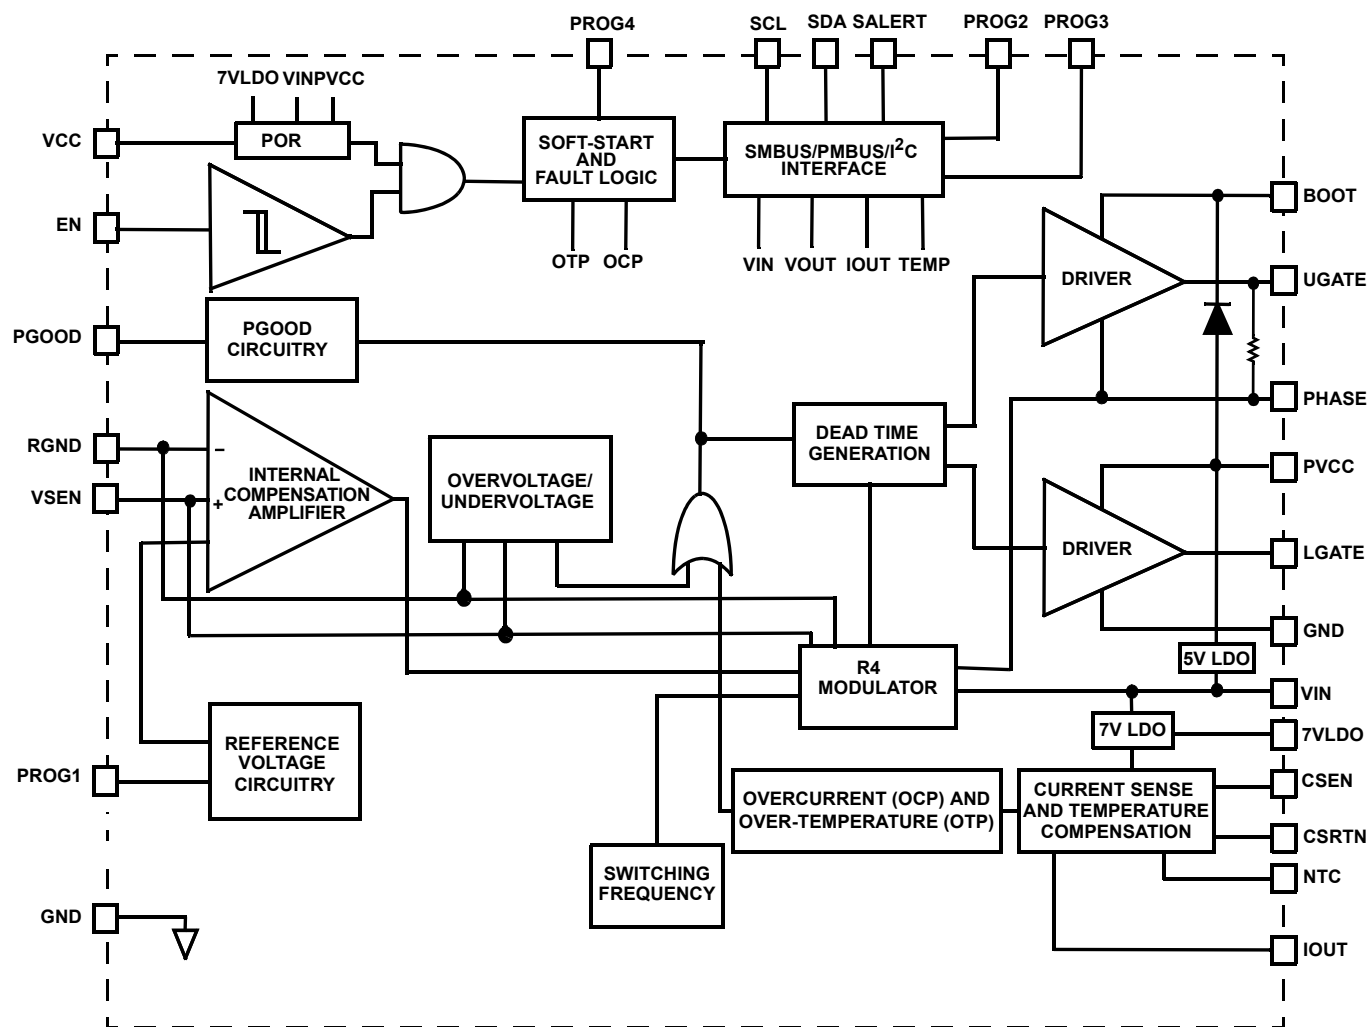 PROG4
SCL
SDA
SALERT
PROG2
PROG3
7VLDO
VINPVCC
VCC
POR
SOFT-START
AND
FAULT LOGIC
SMBUS/PMBUS/I²C
INTERFACE
BOOT
EN
OTP
OCP
VIN
VOUT
IOUT
TEMP
DRIVER
UGATE
PGOOD
PGOOD
CIRCUITRY
PHASE
RGND
−
INTERNAL
COMPENSATION
AMPLIFIER
VSEN
+
OVERVOLTAGE/
UNDERVOLTAGE
DEAD TIME
GENERATION
PVCC
DRIVER
LGATE
GND
5V LDO
R4
MODULATOR
VIN
7V LDO
7VLDO
REFERENCE
VOLTAGE
CIRCUITRY
PROG1
OVERCURRENT (OCP) AND
OVER-TEMPERATURE (OTP)
CURRENT SENSE
AND TEMPERATURE
COMPENSATION
CSEN
CSRTN
SWITCHING
FREQUENCY
NTC
GND
IOUT